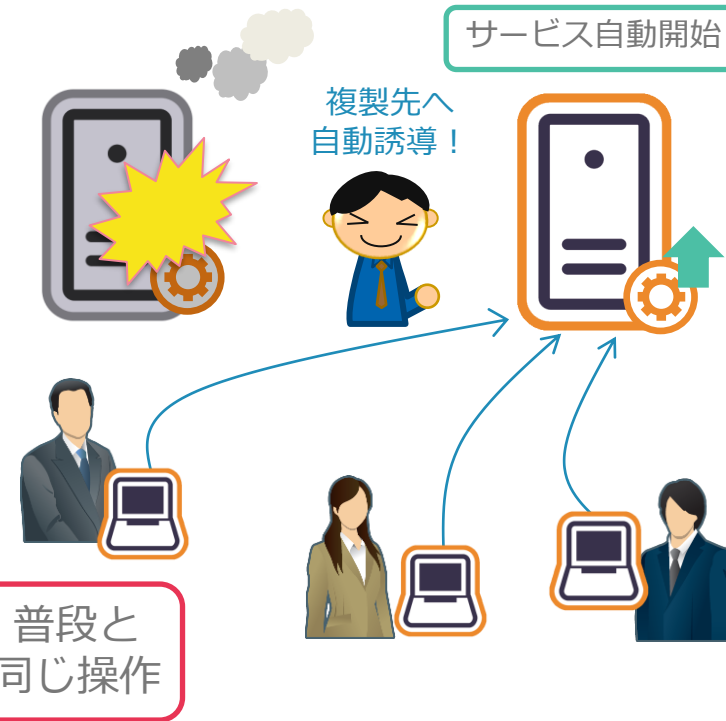 サービス自動開始
複製先へ
自動誘導！
普段と
同じ操作